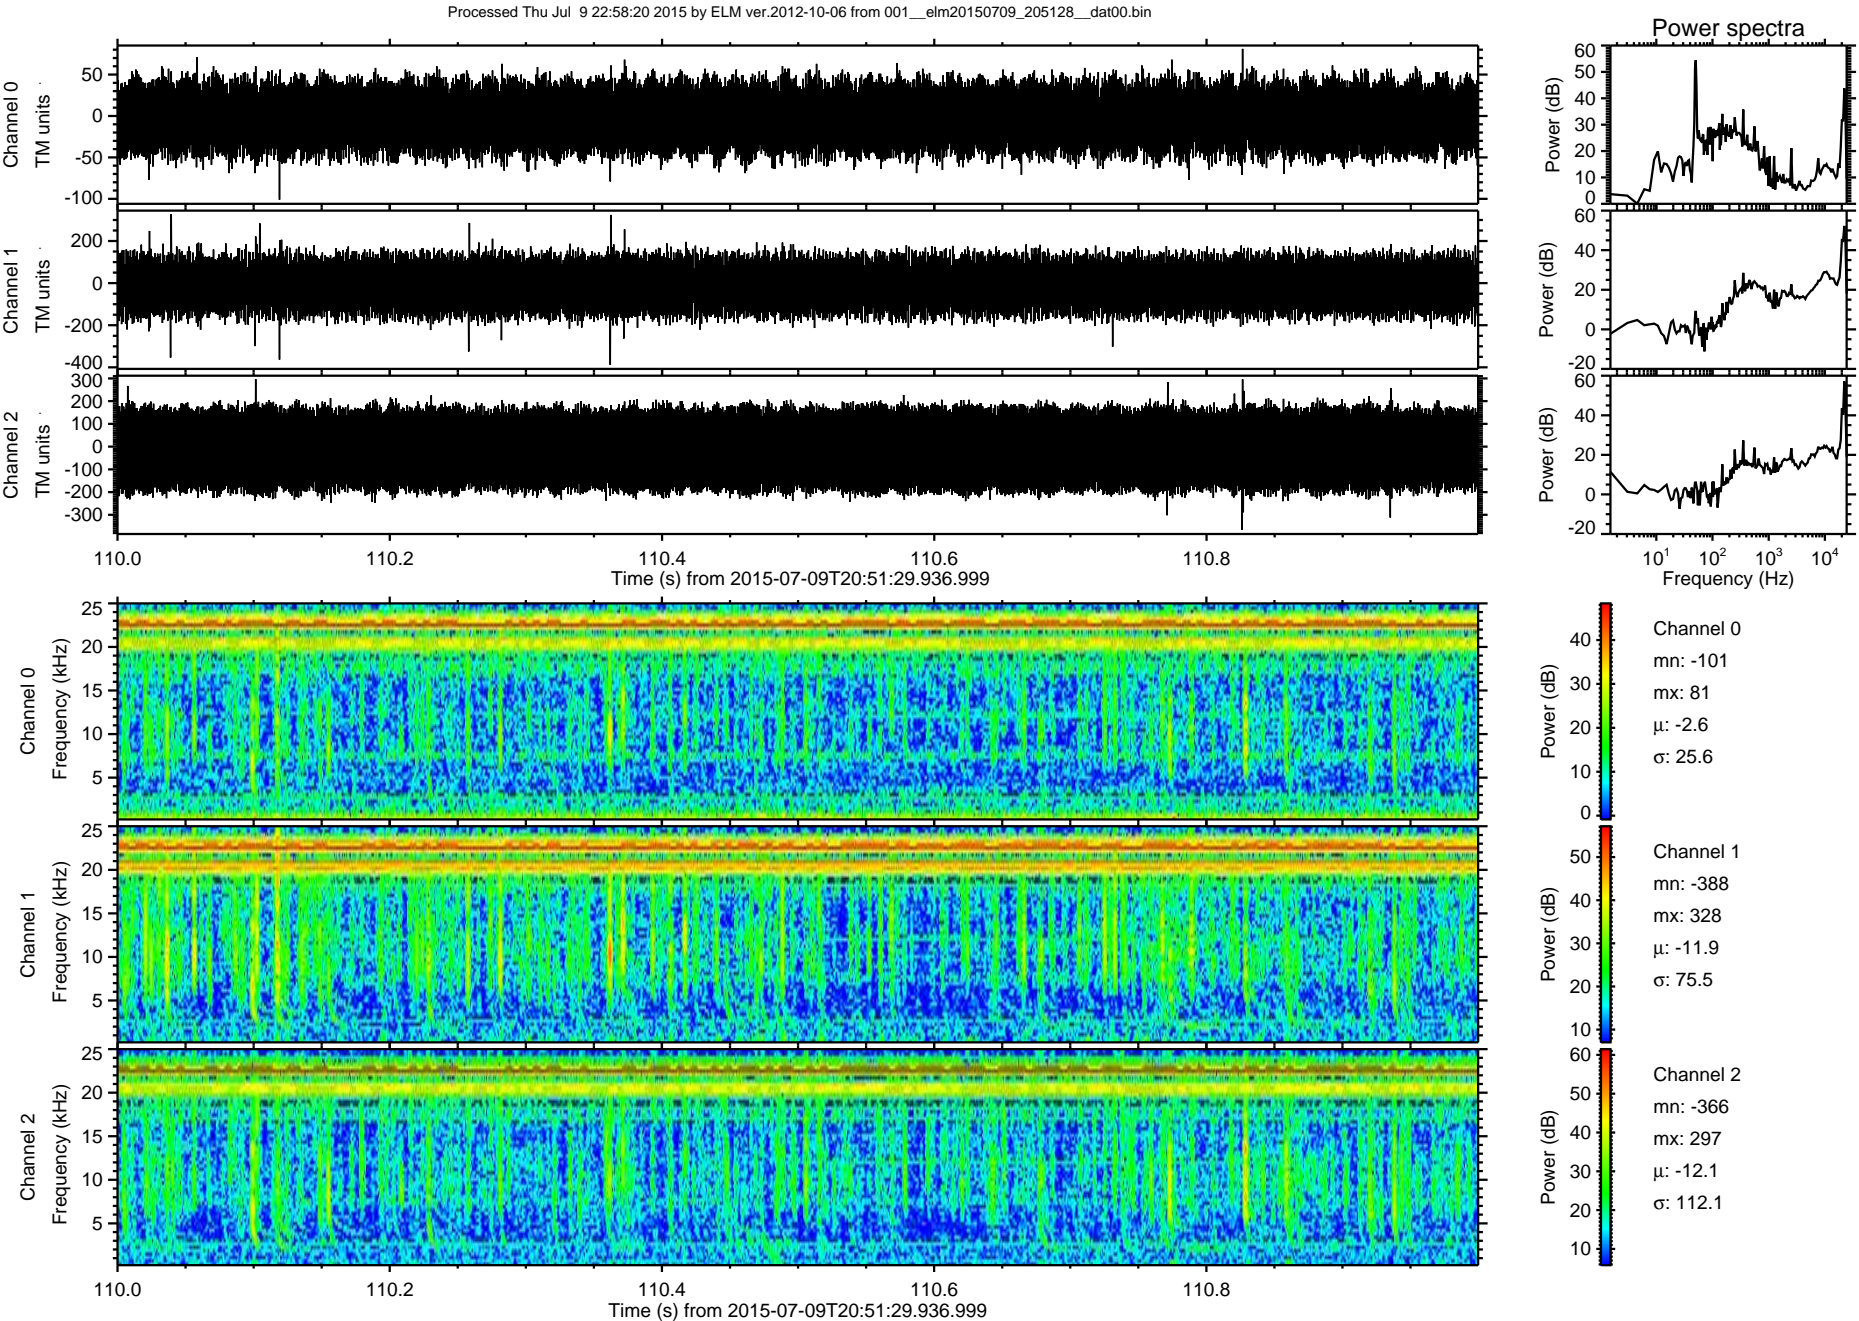 Processed Thu Jul 9 22:58:20 2015 by ELM ver.2012-10-06 from 001__elm20150709_205128__dat00.bin
Power spectra
Channel 0
TM units
50
0
-50
-100
Power (dB)
60
50
40
30
20
10
0
Channel 1
TM units
200
0
-200
-400
Power (dB)
60
40
20
0
-20
Channel 2
TM units
300
200
100
0
-100
-200
-300
Power (dB)
60
40
20
0
-20
110.0 110.2 110.4 110.6 110.8
Time (s) from 2015-07-09T20:51:29.936.999
10^1 10^2 10^3 10^4
Frequency (Hz)
Channel 0
Frequency (kHz)
25
20
15
10
5
Power (dB)
40
30
20
10
0
Channel 0
mn: -101
mx: 81
μ: -2.6
σ: 25.6
Channel 1
Frequency (kHz)
25
20
15
10
5
Power (dB)
50
40
30
20
10
Channel 1
mn: -388
mx: 328
μ: -11.9
σ: 75.5
Channel 2
Frequency (kHz)
25
20
15
10
5
Power (dB)
60
50
40
30
20
10
Channel 2
mn: -366
mx: 297
μ: -12.1
σ: 112.1
110.0 110.2 110.4 110.6 110.8
Time (s) from 2015-07-09T20:51:29.936.999